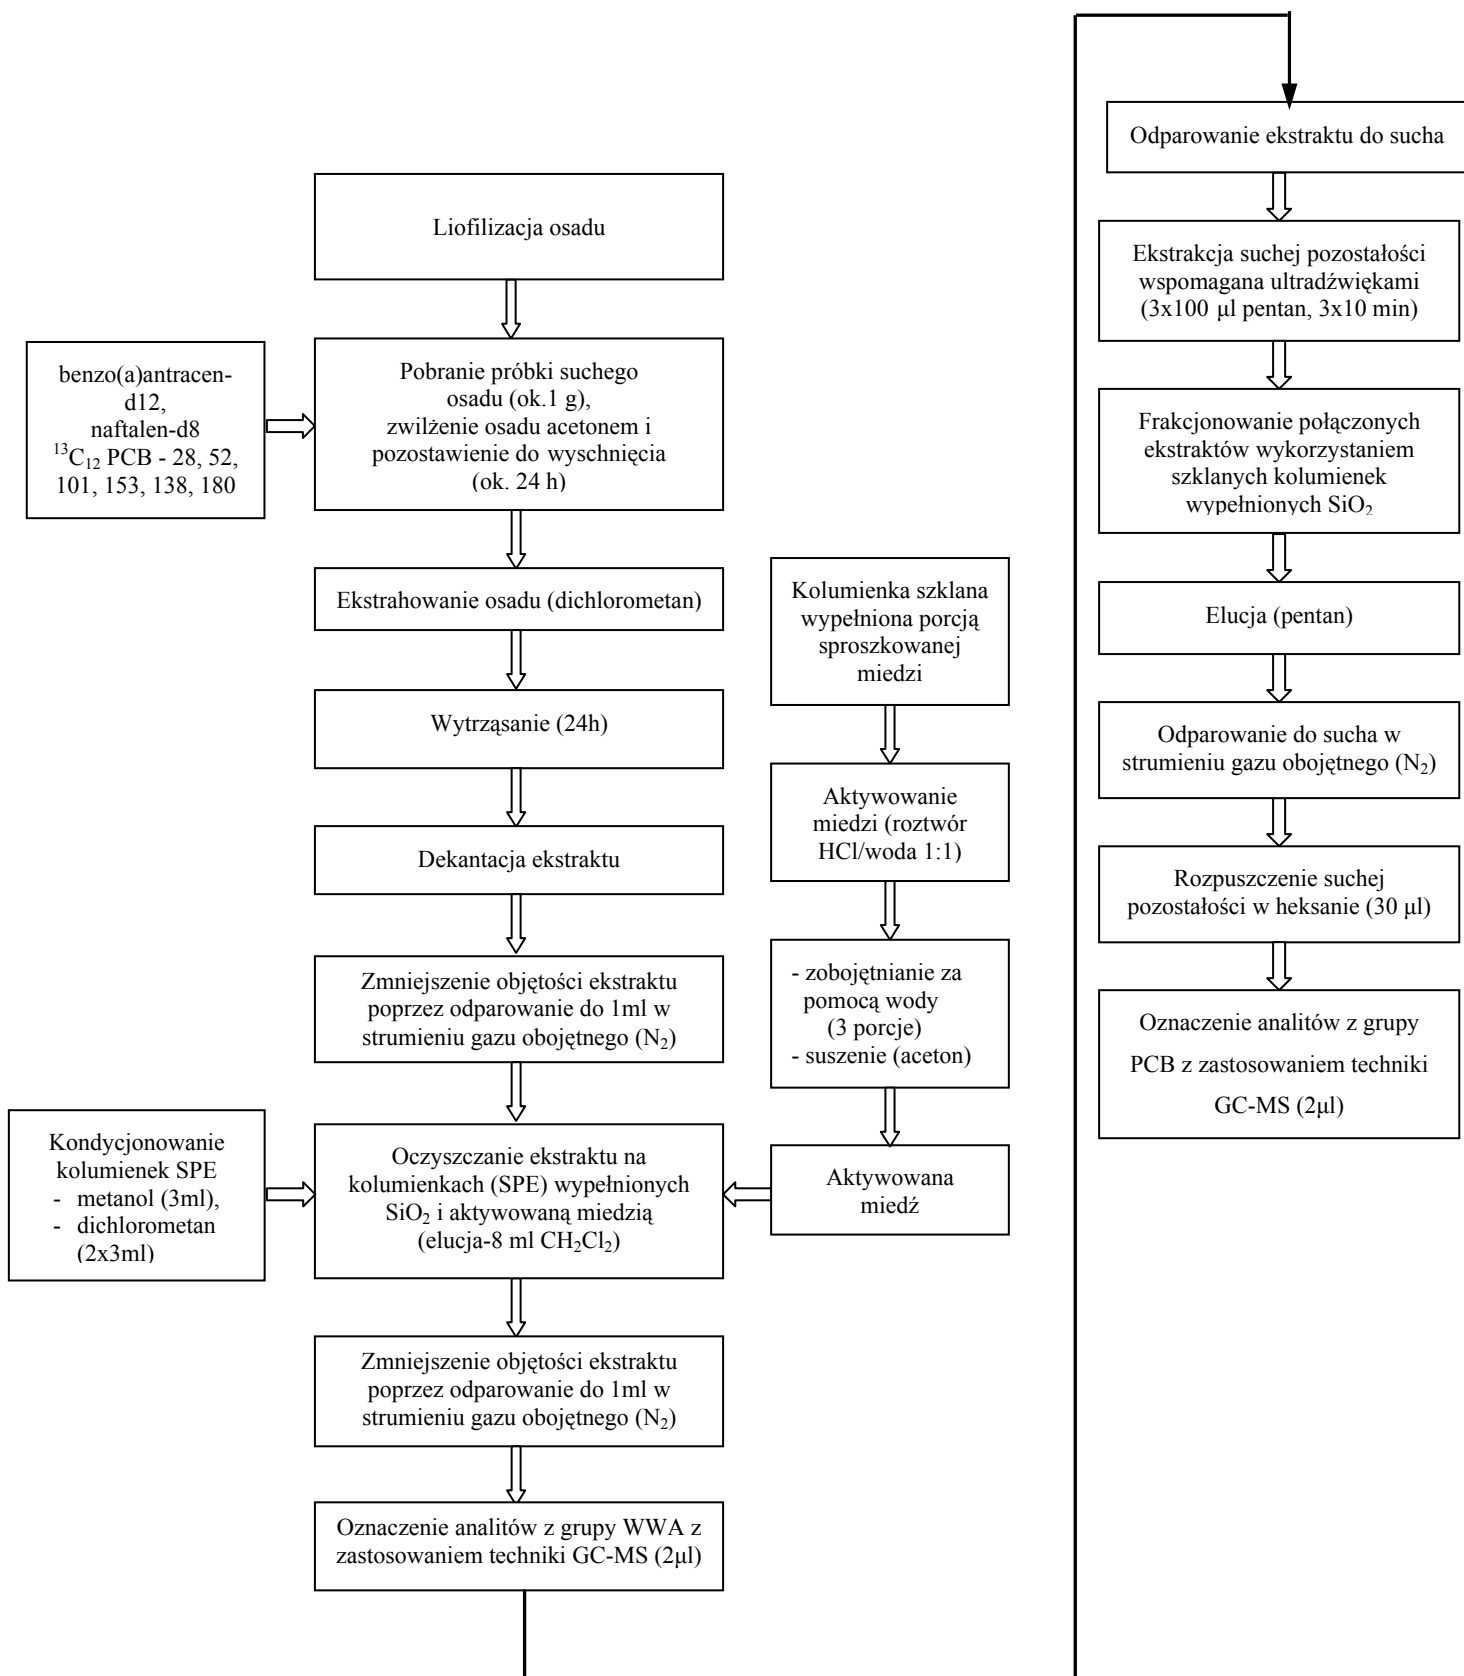 Liofilizacja osadu
benzo(a)antracen-
d12,
naftalen-d8
¹³C₁₂ PCB - 28, 52,
101, 153, 138, 180
Pobranie próbki suchego
osadu (ok.1 g),
zwilżenie osadu acetonem i
pozostawienie do wyschnięcia
(ok. 24 h)
Ekstrahowanie osadu (dichlorometan)
Wytrząsanie (24h)
Dekantacja ekstraktu
Zmniejszenie objętości ekstraktu
poprzez odparowanie do 1ml w
strumieniu gazu obojętnego (N₂)
Kolumienka szklana
wypełniona porcją
sproszkowanej
miedzi
Aktywowanie
miedzi (roztwór
HCl/woda 1:1)
- zobojętnianie za
pomocą wody
(3 porcje)
- suszenie (aceton)
Aktywowana
miedź
Kondycjonowanie
kolumienek SPE
- metanol (3ml),
- dichlorometan
(2x3ml)
Oczyszczanie ekstraktu na
kolumienkach (SPE) wypełnionych
SiO₂ i aktywowaną miedzią
(elucja-8 ml CH₂Cl₂)
Zmniejszenie objętości ekstraktu
poprzez odparowanie do 1ml w
strumieniu gazu obojętnego (N₂)
Oznaczenie analitów z grupy WWA z
zastosowaniem techniki GC-MS (2µl)
Odparowanie ekstraktu do sucha
Ekstrakcja suchej pozostałości
wspomagana ultradźwiękami
(3x100 µl pentan, 3x10 min)
Frakcjonowanie połączonych
ekstraktów wykorzystaniem
szklanych kolumienek
wypełnionych SiO₂
Elucja (pentan)
Odparowanie do sucha w
strumieniu gazu obojętnego (N₂)
Rozpuszczenie suchej
pozostałości w heksanie (30 µl)
Oznaczenie analitów z grupy
PCB z zastosowaniem techniki
GC-MS (2µl)